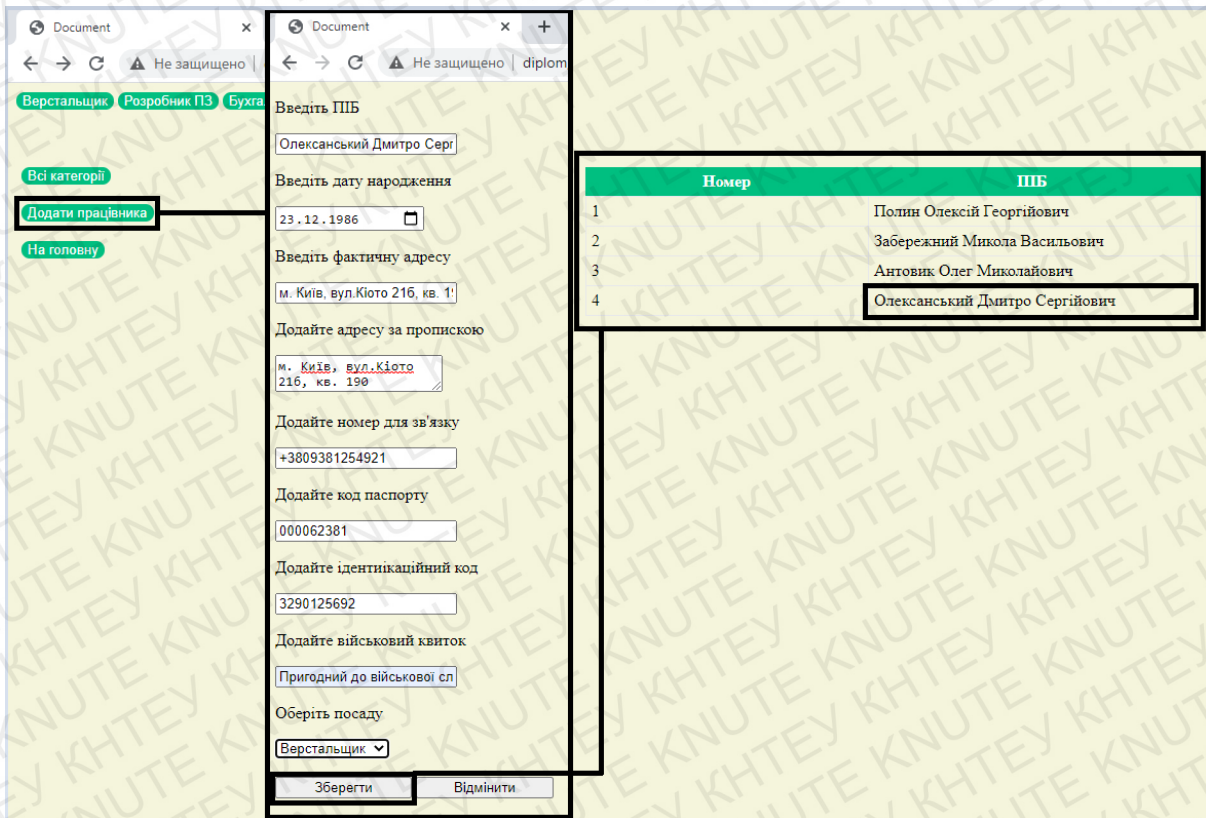 Document
Не защищено
Верстальщик Розробник ПЗ Бухга
Всі категорії
Додати працівника
На головну
Document
Не защищено diplom
Введіть ПІБ
Олексанський Дмитро Серг
Введіть дату народження
23.12.1986
Введіть фактичну адресу
м. Київ, вул.Кіото 21б, кв. 1
Додайте адресу за пропискою
м. Київ, вул.Кіото
21б, кв. 190
Додайте номер для зв'язку
+3809381254921
Додайте код паспорту
000062381
Додайте ідентиікаційний код
3290125692
Додайте військовий квиток
Пригодний до військової сл
Оберіть посаду
Верстальщик
Зберегти Відмінити
Номер ПІБ
1 Полин Олексій Георгійович
2 Забережний Микола Васильович
3 Антовик Олег Миколайович
4 Олексанський Дмитро Сергійович
KNUTE КНТЕУ